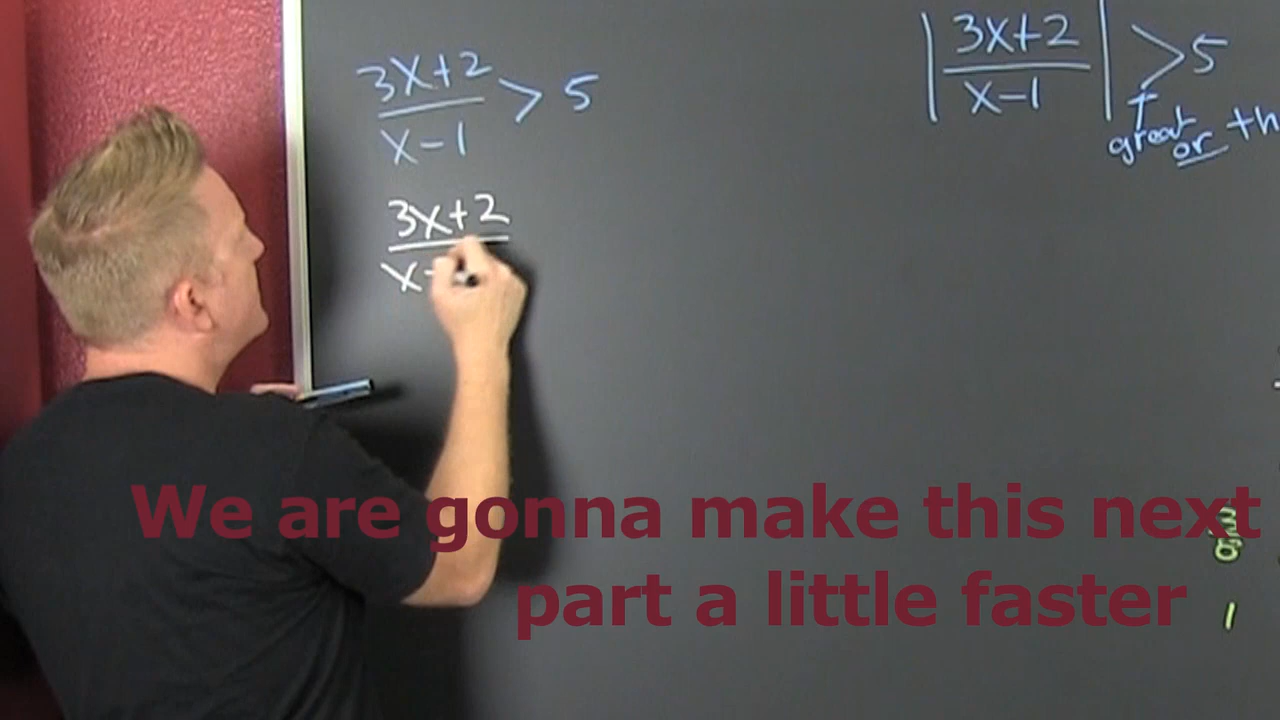 3x+2
x-1 > 5
3x+2
x-
|3x+2 / x-1| > 5
great or th
We are gonna make this next
part a little faster
1